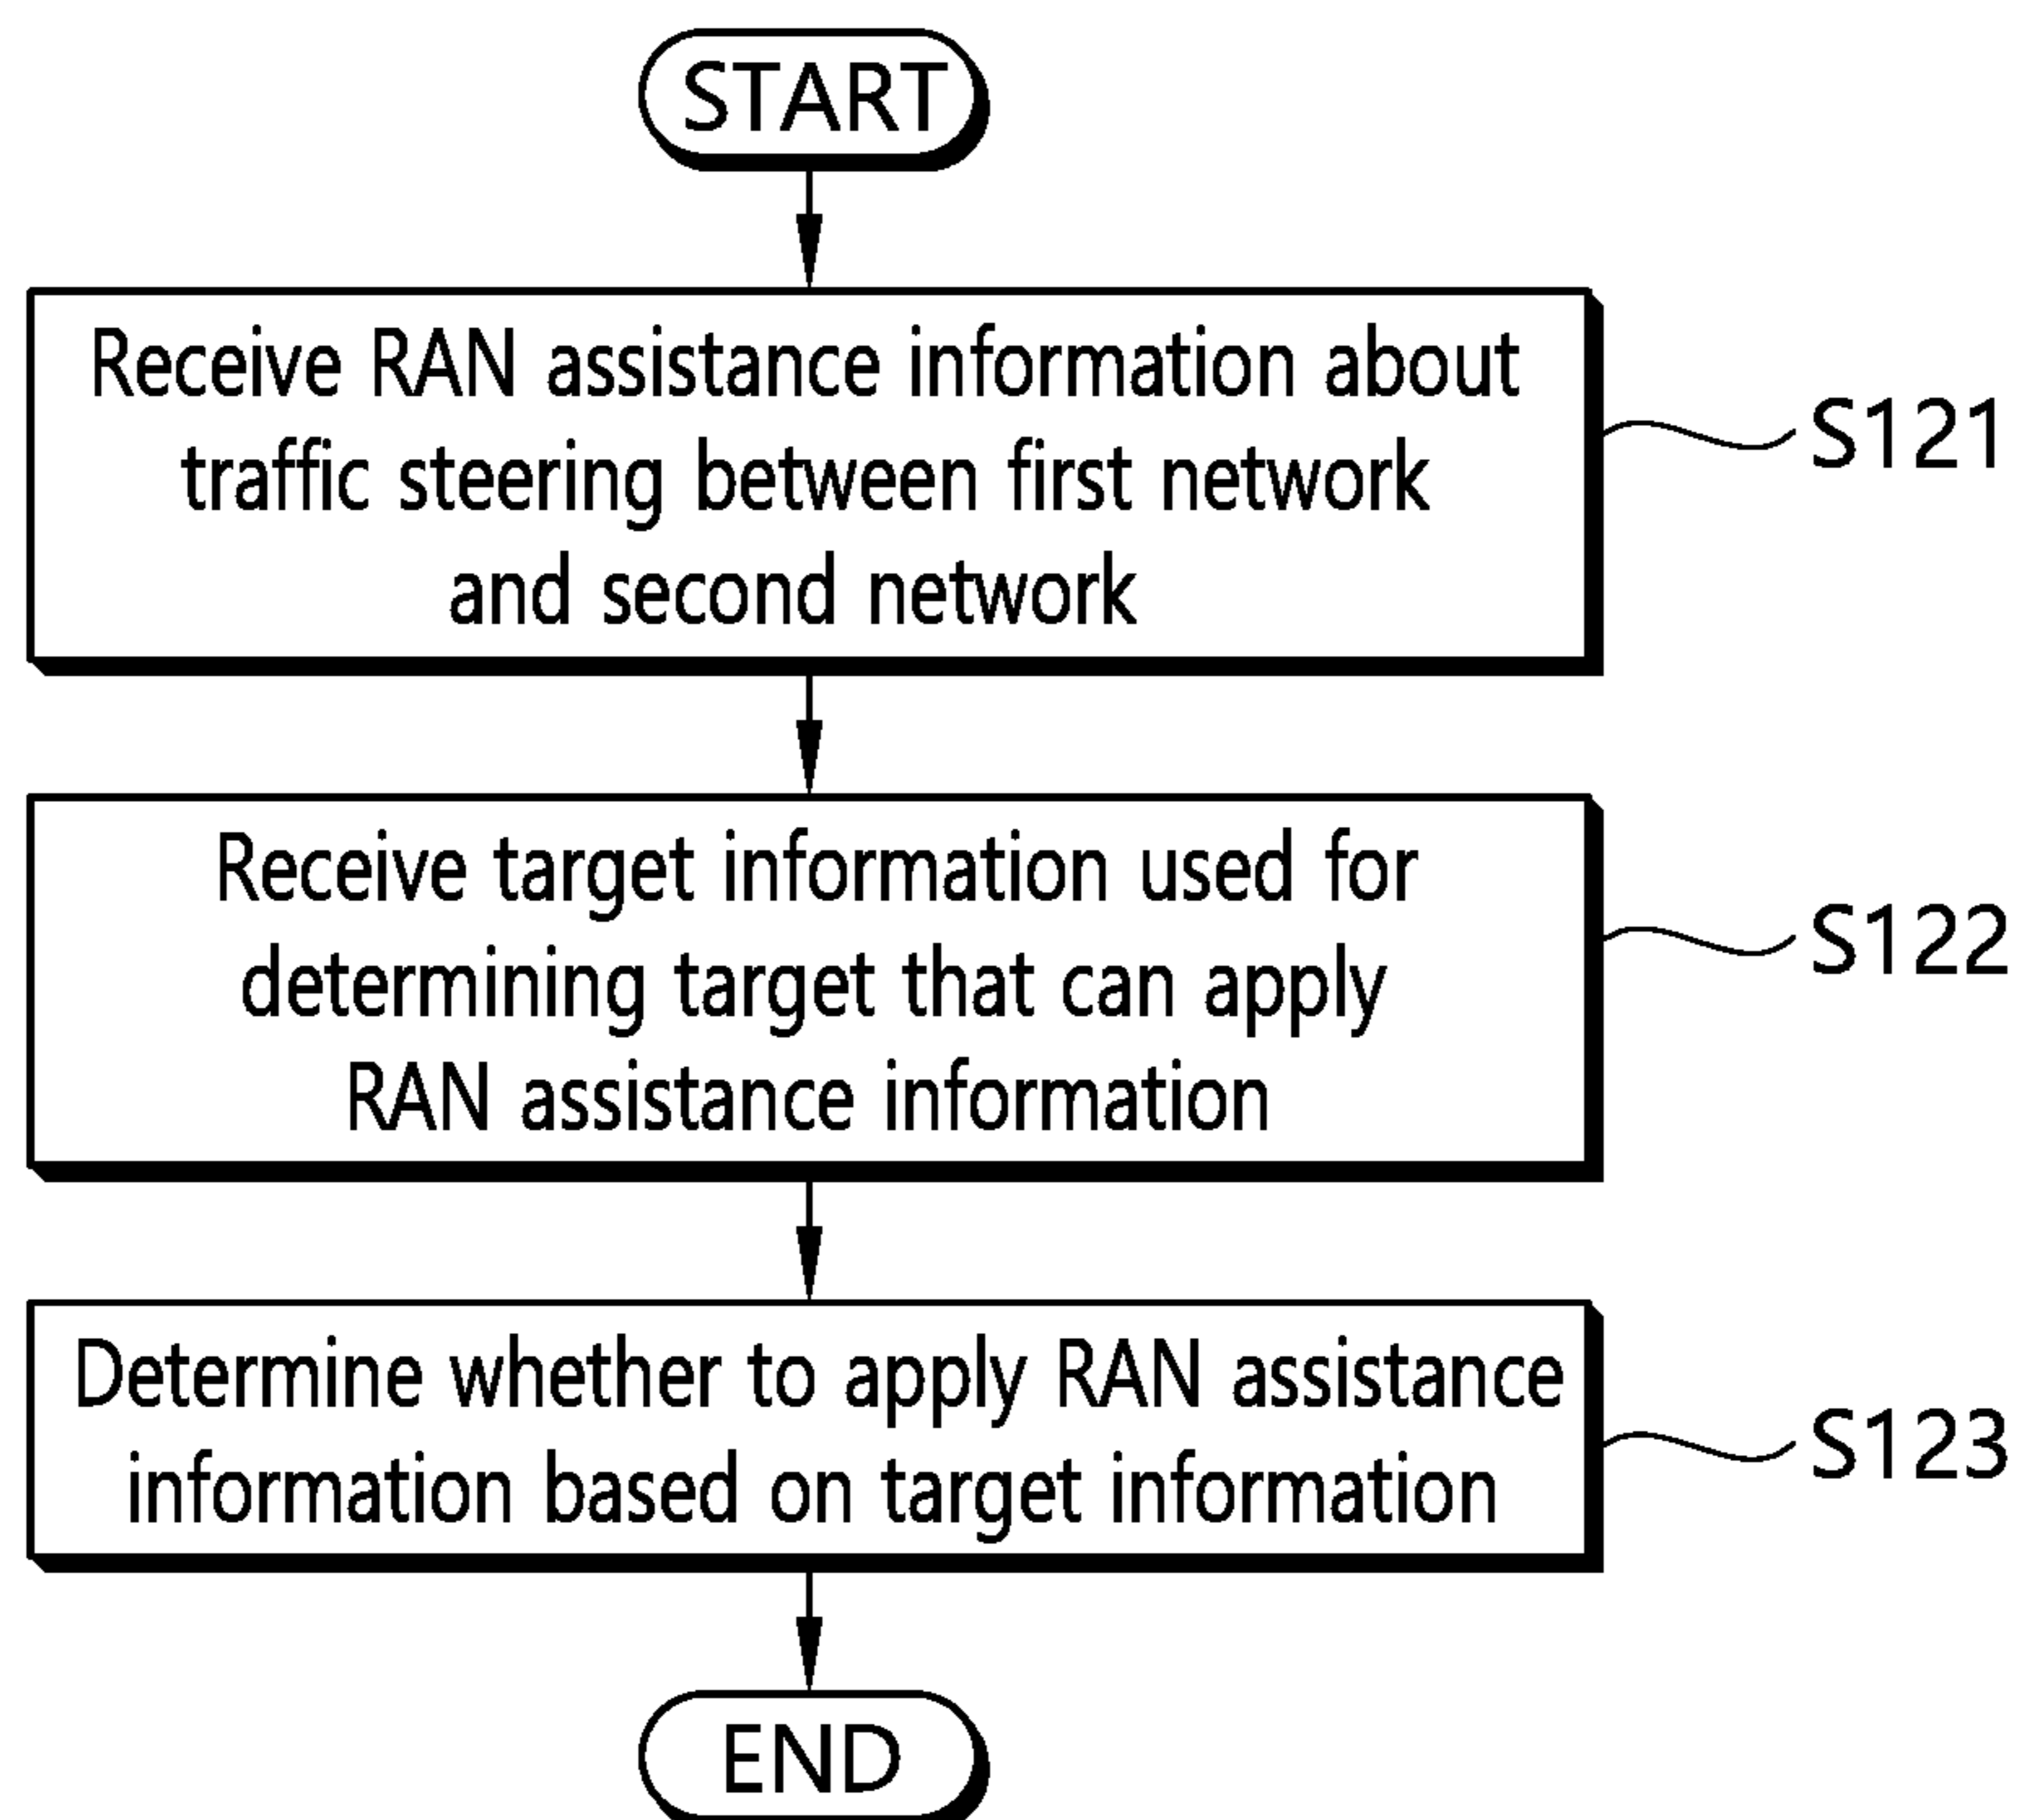 START
Receive RAN assistance information about
traffic steering between first network
and second network
S121
Receive target information used for
determining target that can apply
RAN assistance information
S122
Determine whether to apply RAN assistance
information based on target information
S123
END